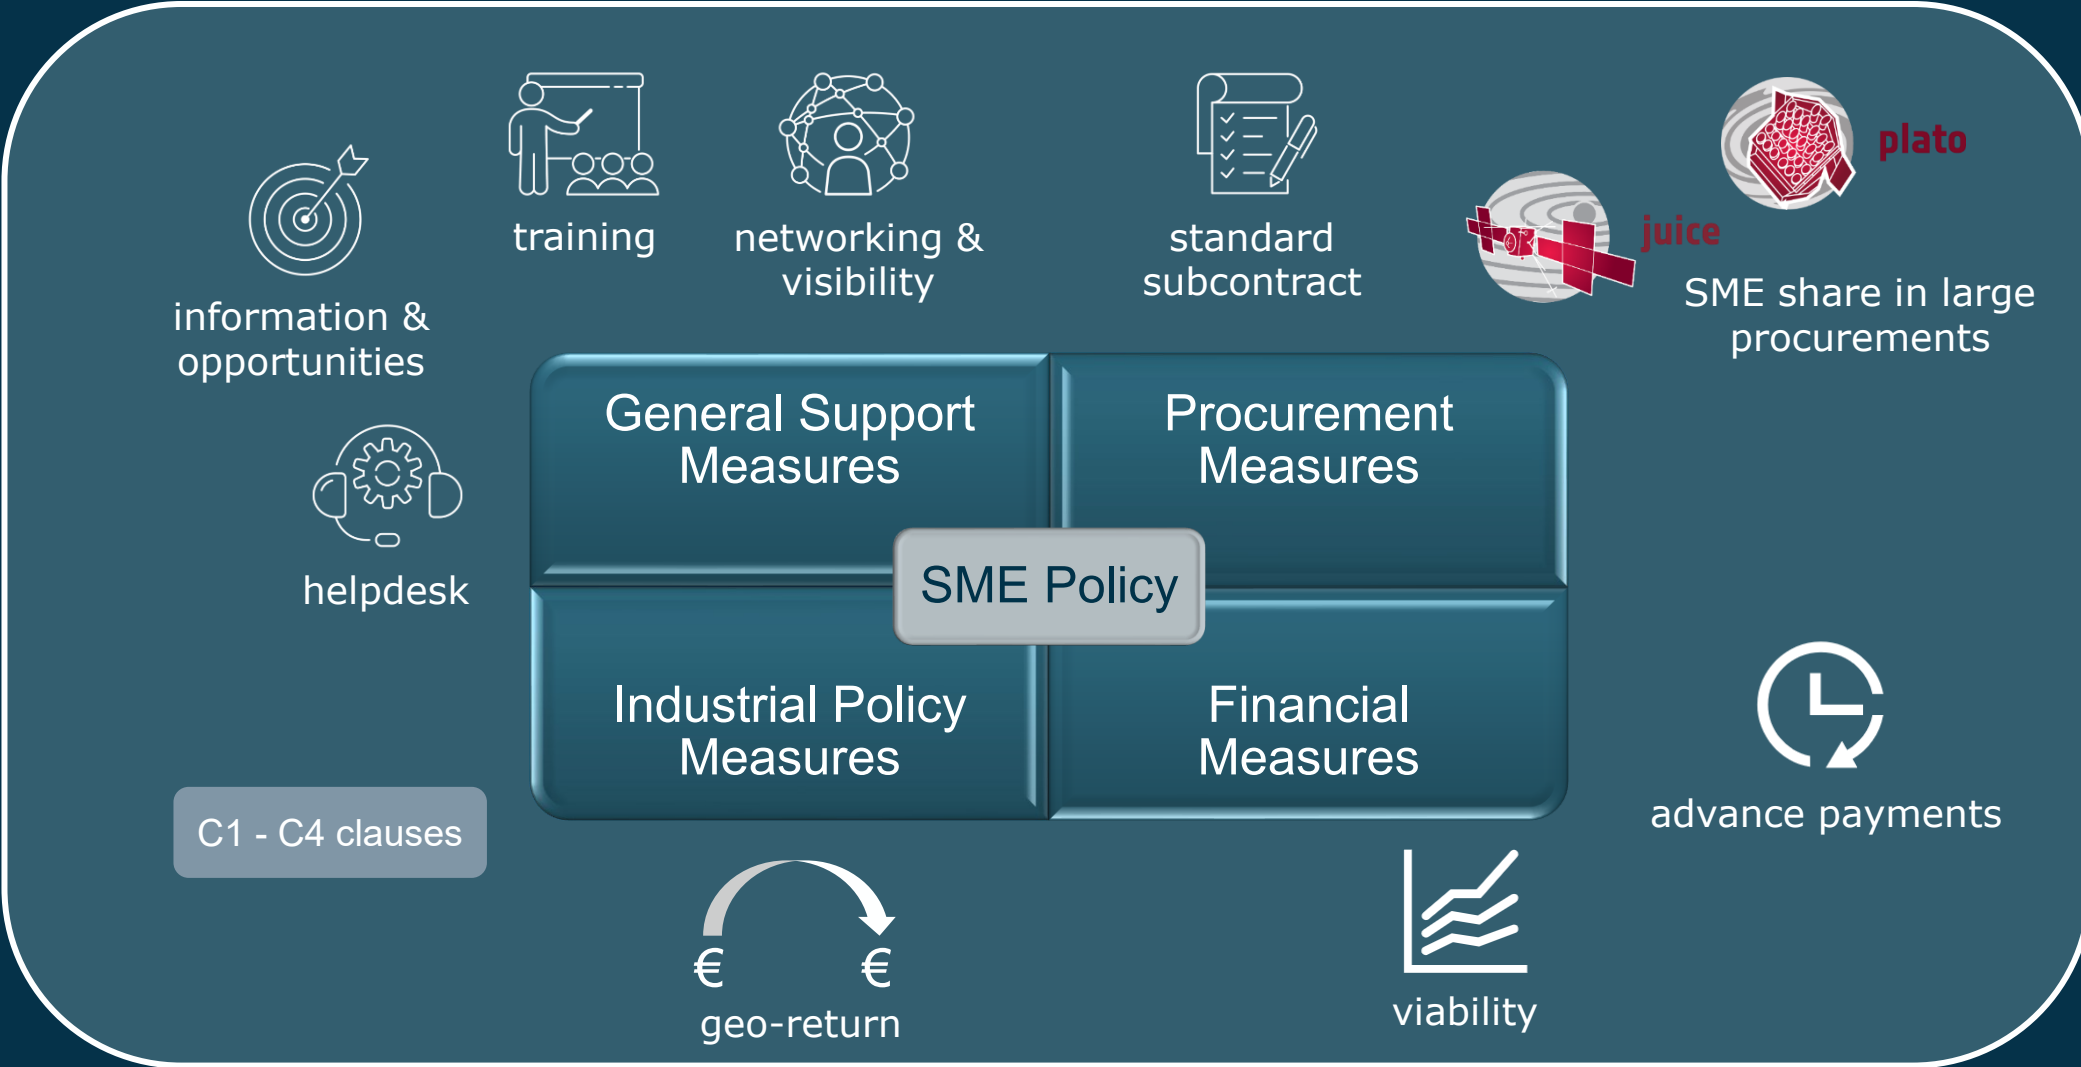 training
networking &
visibility
standard
subcontract
plato
juice
SME share in large
procurements
information &
opportunities
helpdesk
General Support
Measures
Procurement
Measures
SME Policy
Industrial Policy
Measures
Financial
Measures
C1 - C4 clauses
€ €
geo-return
viability
advance payments